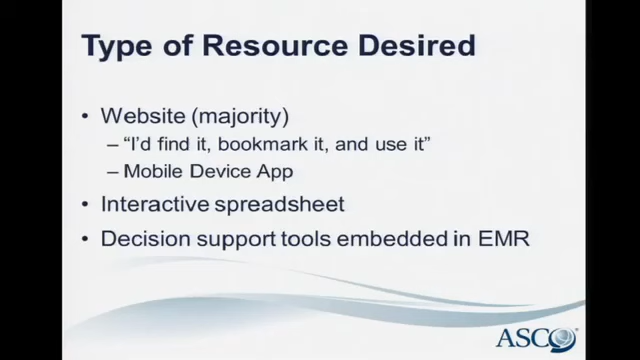 Type of Resource Desired
• Website (majority)
– “I’d find it, bookmark it, and use it”
– Mobile Device App
• Interactive spreadsheet
• Decision support tools embedded in EMR
ASCO